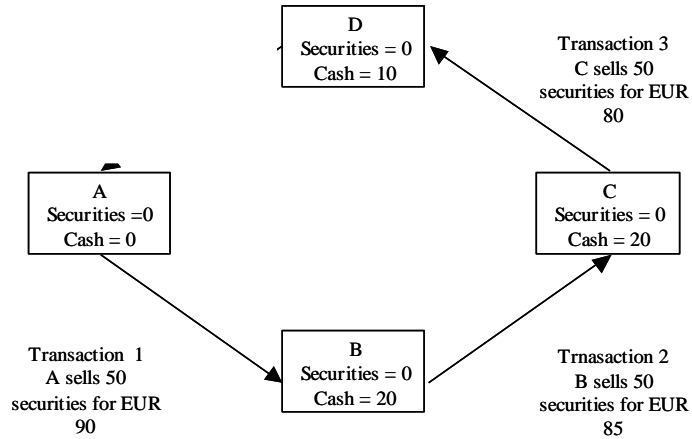 D
Securities = 0
Cash = 10
Transaction 3
C sells 50
securities for EUR
80
A
Securities =0
Cash = 0
C
Securities = 0
Cash = 20
Transaction 1
A sells 50
securities for EUR
90
B
Securities = 0
Cash = 20
Trnasaction 2
B sells 50
securities for EUR
85